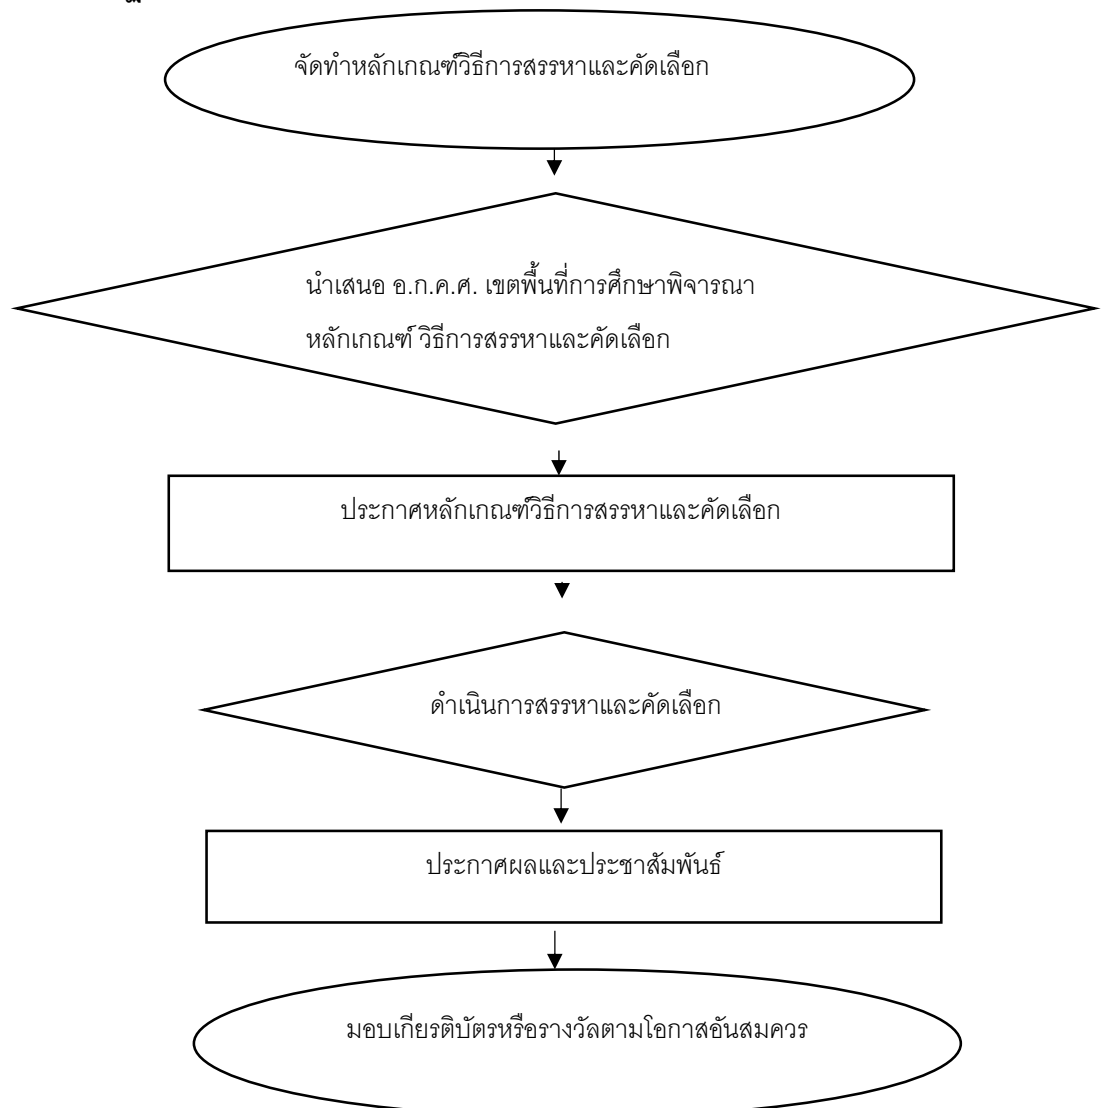 จัดทำหลักเกณฑ์วิธีการสรรหาและคัดเลือก
นำเสนอ อ.ก.ค.ศ. เขตพื้นที่การศึกษาพิจารณา
หลักเกณฑ์ วิธีการสรรหาและคัดเลือก
ประกาศหลักเกณฑ์วิธีการสรรหาและคัดเลือก
ดำเนินการสรรหาและคัดเลือก
ประกาศผลและประชาสัมพันธ์
มอบเกียรติบัตรหรือรางวัลตามโอกาสอันสมควร